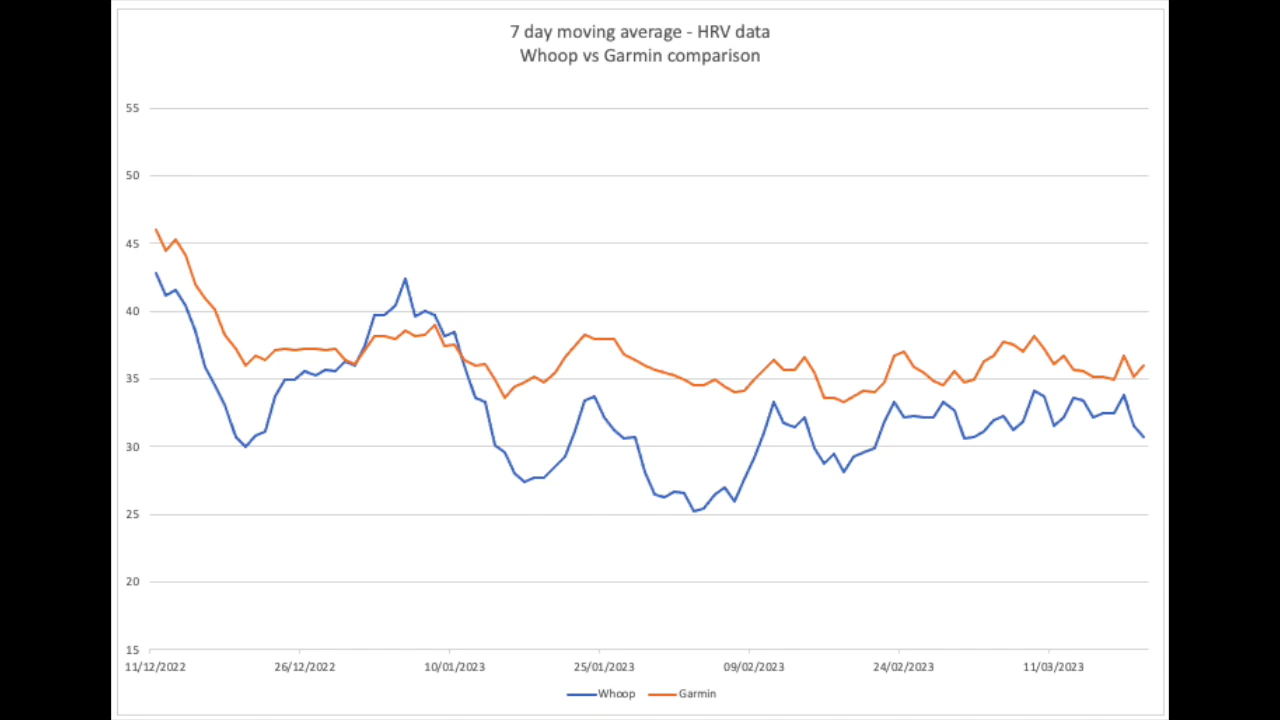 7 day moving average - HRV data
Whoop vs Garmin comparison
55
50
45
40
35
30
25
20
15
11/12/2022 26/12/2022 10/01/2023 25/01/2023 09/02/2023 24/02/2023 11/03/2023
Whoop Garmin